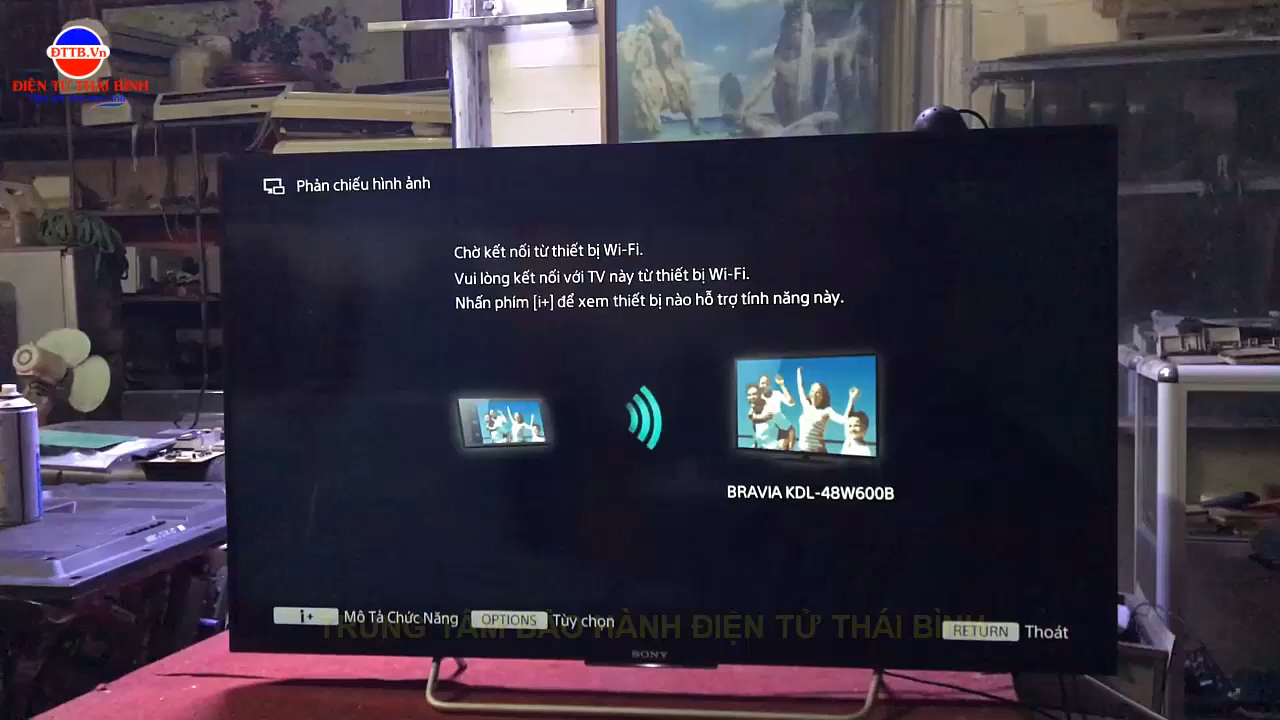 ĐTTB.Vn
ĐIỆN TỬ THÁI BÌNH
Phản chiếu hình ảnh
Chờ kết nối từ thiết bị Wi-Fi.
Vui lòng kết nối với TV này từ thiết bị Wi-Fi.
Nhấn phím [i+] để xem thiết bị nào hỗ trợ tính năng này.
BRAVIA KDL-48W600B
i+ Mô Tả Chức Năng OPTIONS Tùy chọn
TRUNG TÂM BẢO HÀNH ĐIỆN TỬ THÁI BÌNH
RETURN Thoát
SONY